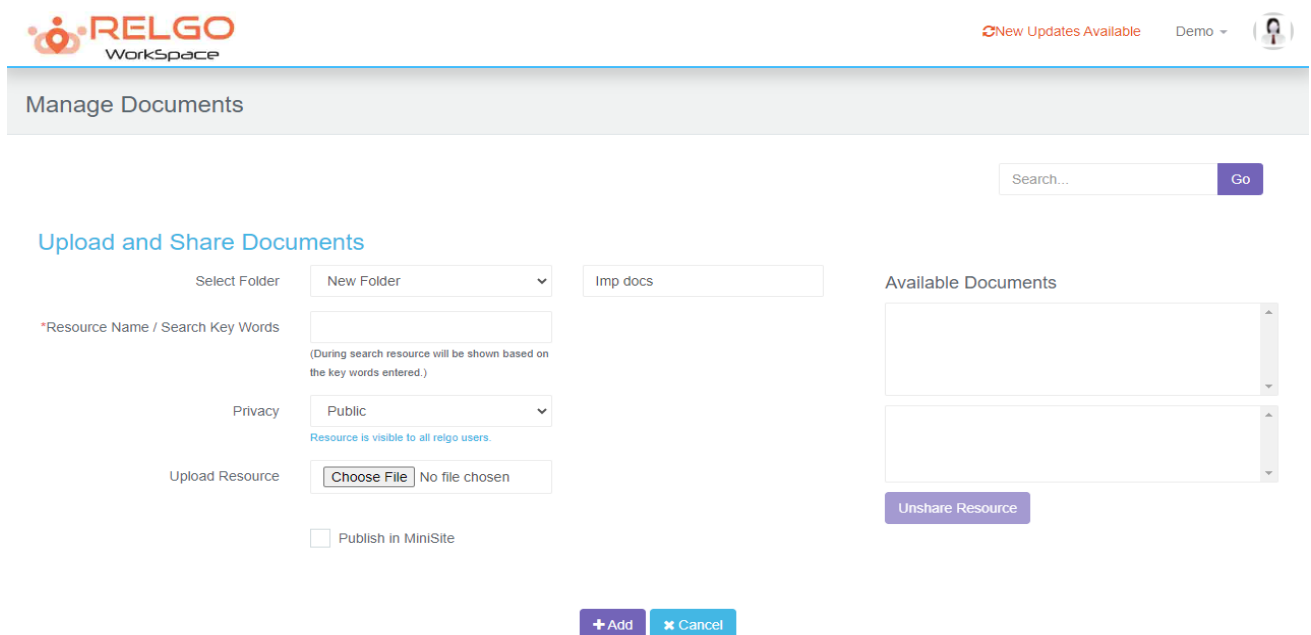 RELGO
WorkSpace
New Updates Available
Demo
Manage Documents
Search...
Go
Upload and Share Documents
Select Folder
New Folder
Imp docs
Available Documents
*Resource Name / Search Key Words
(During search resource will be shown based on
the key words entered.)
Privacy
Public
Resource is visible to all relgo users.
Upload Resource
Choose File No file chosen
Unshare Resource
Publish in MiniSite
Add
Cancel